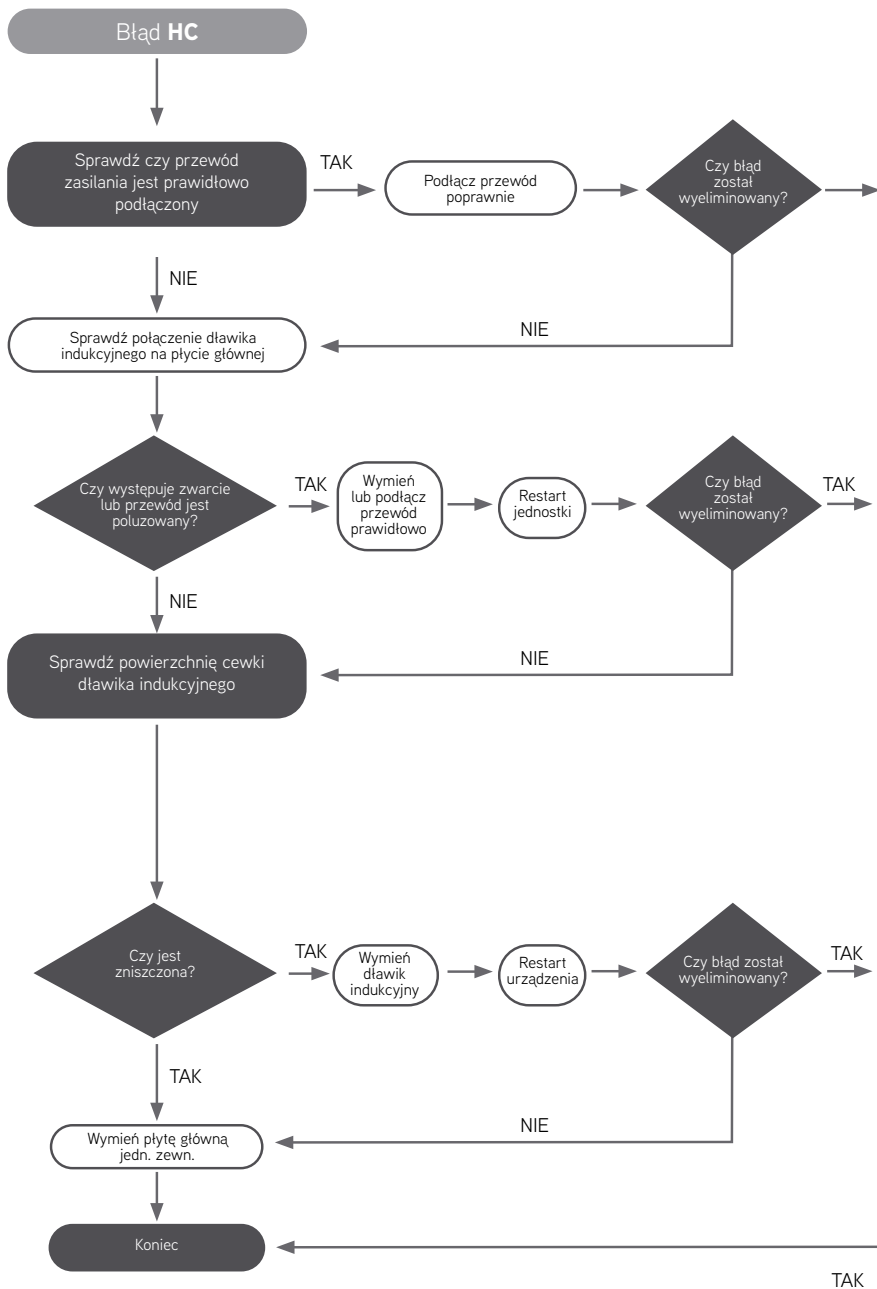 Błąd HC
Sprawdź czy przewód
zasilania jest prawidłowo
podłączony
TAK
Podłącz przewód
poprawnie
Czy błąd
został
wyeliminowany?
NIE
NIE
Sprawdź połączenie dławika
indukcyjnego na płycie głównej
Czy występuje zwarcie
lub przewód jest
poluzowany?
TAK
Wymień
lub podłącz
przewód
prawidłowo
Restart
jednostki
Czy błąd
został
wyeliminowany?
TAK
NIE
NIE
Sprawdź powierzchnię cewki
dławika indukcyjnego
Czy jest
zniszczona?
TAK
Wymień
dławik
indukcyjny
Restart
urządzenia
Czy błąd został
wyeliminowany?
TAK
TAK
NIE
Wymień płytę główną
jedn. zewn.
Koniec
TAK